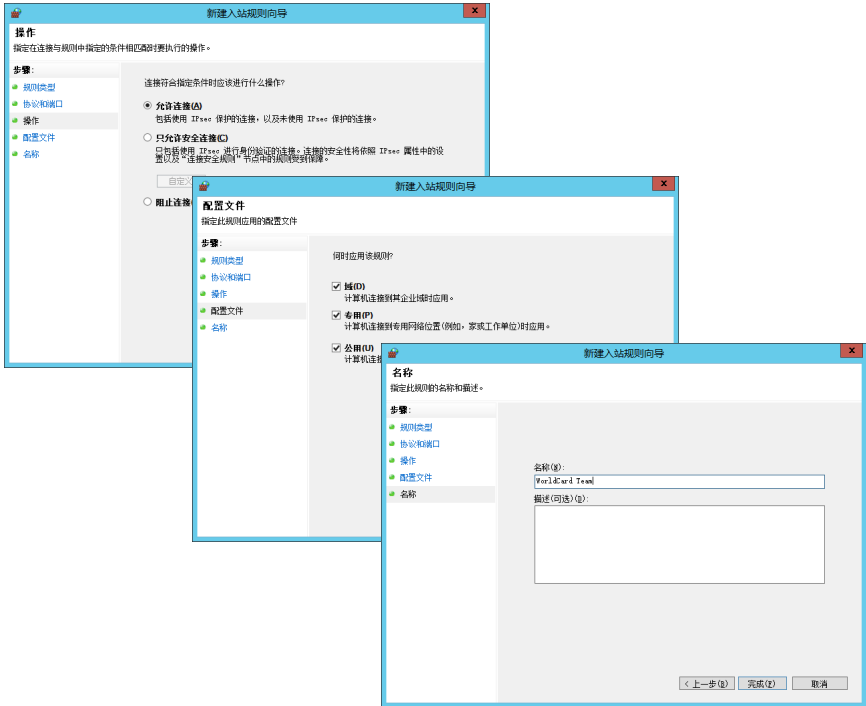 新建入站规则向导
x
操作
指定在连接与规则中指定的条件相匹配时要执行的操作。
步骤:
规则类型
协议和端口
操作
配置文件
名称
连接符合指定条件时应该进行什么操作?
允许连接(A)
包括使用 IPsec 保护的连接，以及未使用 IPsec 保护的连接。
只允许安全连接(C)
只包括使用 IPsec 进行身份验证的连接。连接的安全性将依照 IPsec 属性中的设
置以及“连接安全规则”节点中的规则受到保障。
自定义
阻止连接
新建入站规则向导
x
配置文件
指定此规则应用的配置文件
步骤:
规则类型
协议和端口
操作
配置文件
名称
何时应用该规则?
域(D)
计算机连接到其企业域时应用。
专用(P)
计算机连接到专用网络位置(例如，家或工作单位)时应用。
公用(U)
计算机连接
新建入站规则向导
x
名称
指定此规则的名称和描述。
步骤:
规则类型
协议和端口
操作
配置文件
名称
名称(N):
WorldCard Team
描述(可选)(D):
< 上一步(B)
完成(F)
取消